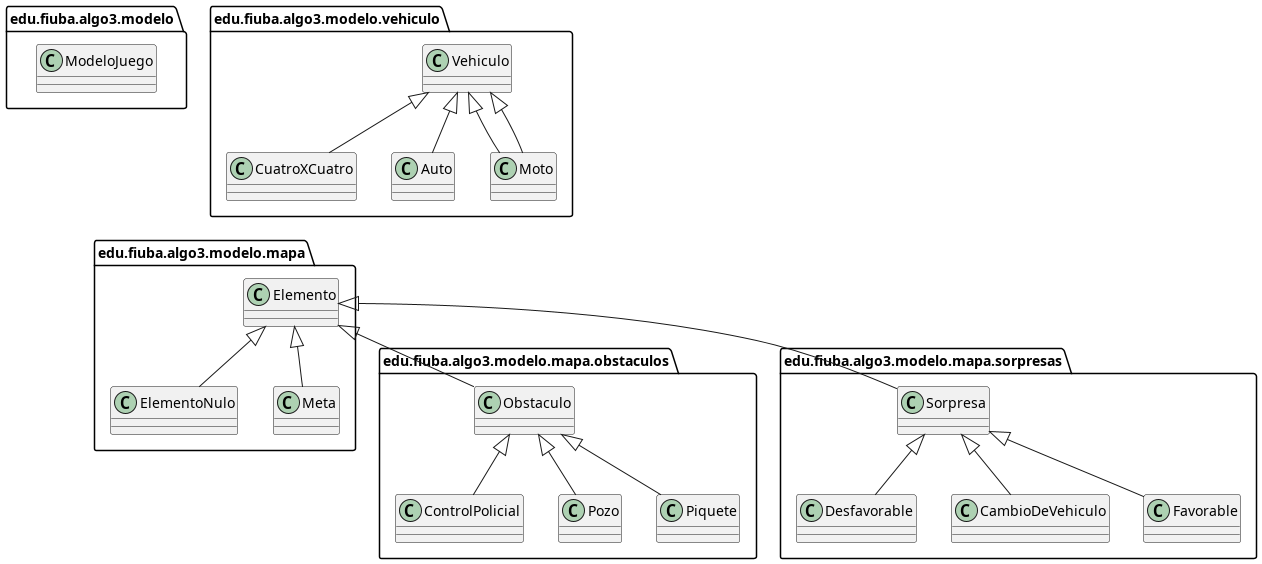 edu.fiuba.algo3.modelo
C ModeloJuego
edu.fiuba.algo3.modelo.vehiculo
C Vehiculo
C CuatroXCuatro
C Auto
C Moto
edu.fiuba.algo3.modelo.mapa
C Elemento
C ElementoNulo
C Meta
edu.fiuba.algo3.modelo.mapa.obstaculos
C Obstaculo
C ControlPolicial
C Pozo
C Piquete
edu.fiuba.algo3.modelo.mapa.sorpresas
C Sorpresa
C Desfavorable
C CambioDeVehiculo
C Favorable